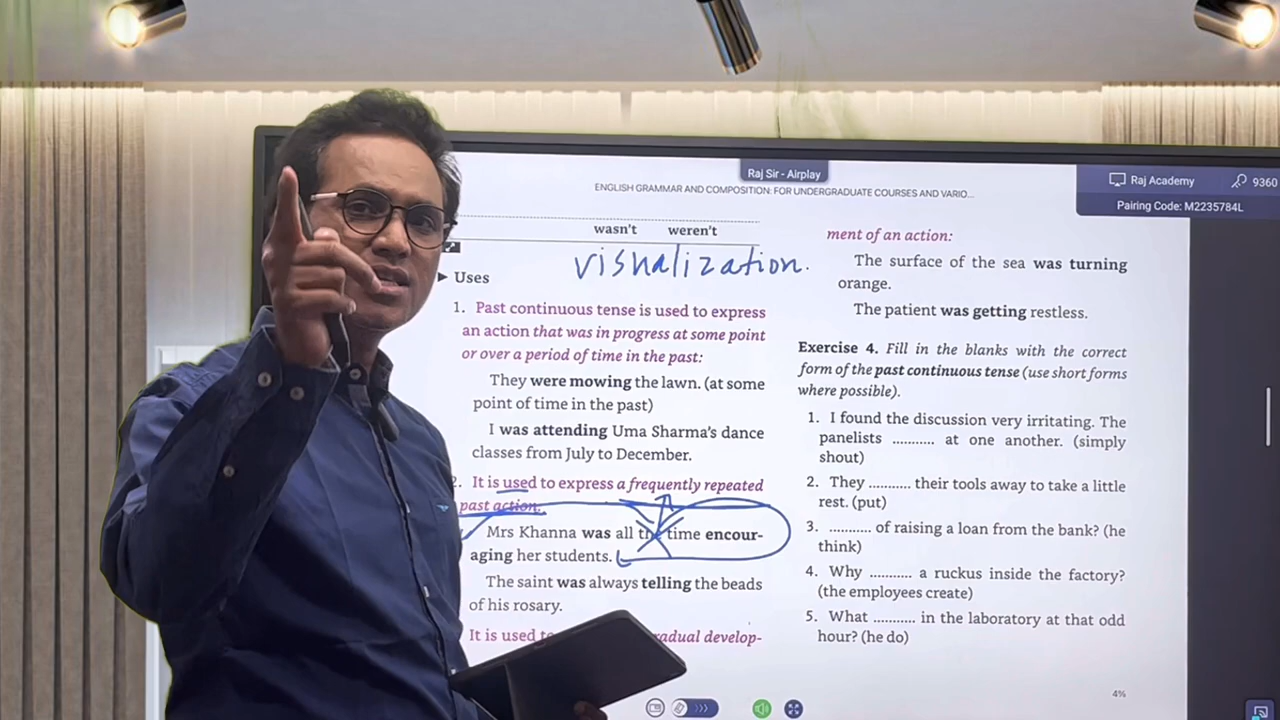 Raj Sir - Airplay
Raj Academy
9360
Pairing Code: M2235784L
ENGLISH GRAMMAR AND COMPOSITION: FOR UNDERGRADUATE COURSES AND VARIO...
wasn't weren't
vishalization.
▶ Uses
1. Past continuous tense is used to express
an action that was in progress at some point
or over a period of time in the past:
They were mowing the lawn. (at some
point of time in the past)
I was attending Uma Sharma's dance
classes from July to December.
2. It is used to express a frequently repeated
past action.
Mrs Khanna was all the time encour-
aging her students.
The saint was always telling the beads
of his rosary.
It is used to gradual develop-
ment of an action:
The surface of the sea was turning
orange.
The patient was getting restless.
Exercise 4. Fill in the blanks with the correct
form of the past continuous tense (use short forms
where possible).
1. I found the discussion very irritating. The
panelists ........... at one another. (simply
shout)
2. They ........... their tools away to take a little
rest. (put)
3. ........... of raising a loan from the bank? (he
think)
4. Why ........... a ruckus inside the factory?
(the employees create)
5. What ........... in the laboratory at that odd
hour? (he do)
4%